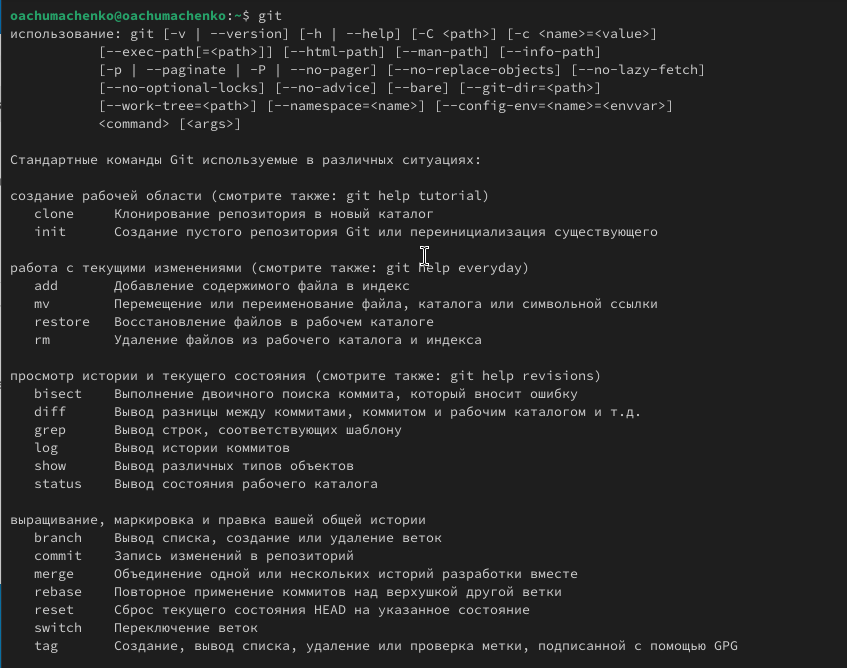 oachumachenko@oachumachenko:~$ git
использование: git [-v | --version] [-h | --help] [-C <path>] [-c <name>=<value>]
[--exec-path[=<path>]] [--html-path] [--man-path] [--info-path]
[-p | --paginate | -P | --no-pager] [--no-replace-objects] [--no-lazy-fetch]
[--no-optional-locks] [--no-advice] [--bare] [--git-dir=<path>]
[--work-tree=<path>] [--namespace=<name>] [--config-env=<name>=<envvar>]
<command> [<args>]
Стандартные команды Git используемые в различных ситуациях:
создание рабочей области (смотрите также: git help tutorial)
clone Клонирование репозитория в новый каталог
init Создание пустого репозитория Git или переинициализация существующего
работа с текущими изменениями (смотрите также: git help everyday)
add Добавление содержимого файла в индекс
mv Перемещение или переименование файла, каталога или символьной ссылки
restore Восстановление файлов в рабочем каталоге
rm Удаление файлов из рабочего каталога и индекса
просмотр истории и текущего состояния (смотрите также: git help revisions)
bisect Выполнение двоичного поиска коммита, который вносит ошибку
diff Вывод разницы между коммитами, коммитом и рабочим каталогом и т.д.
grep Вывод строк, соответствующих шаблону
log Вывод истории коммитов
show Вывод различных типов объектов
status Вывод состояния рабочего каталога
выращивание, маркировка и правка вашей общей истории
branch Вывод списка, создание или удаление веток
commit Запись изменений в репозиторий
merge Объединение одной или нескольких историй разработки вместе
rebase Повторное применение коммитов над верхушкой другой ветки
reset Сброс текущего состояния HEAD на указанное состояние
switch Переключение веток
tag Создание, вывод списка, удаление или проверка метки, подписанной с помощью GPG